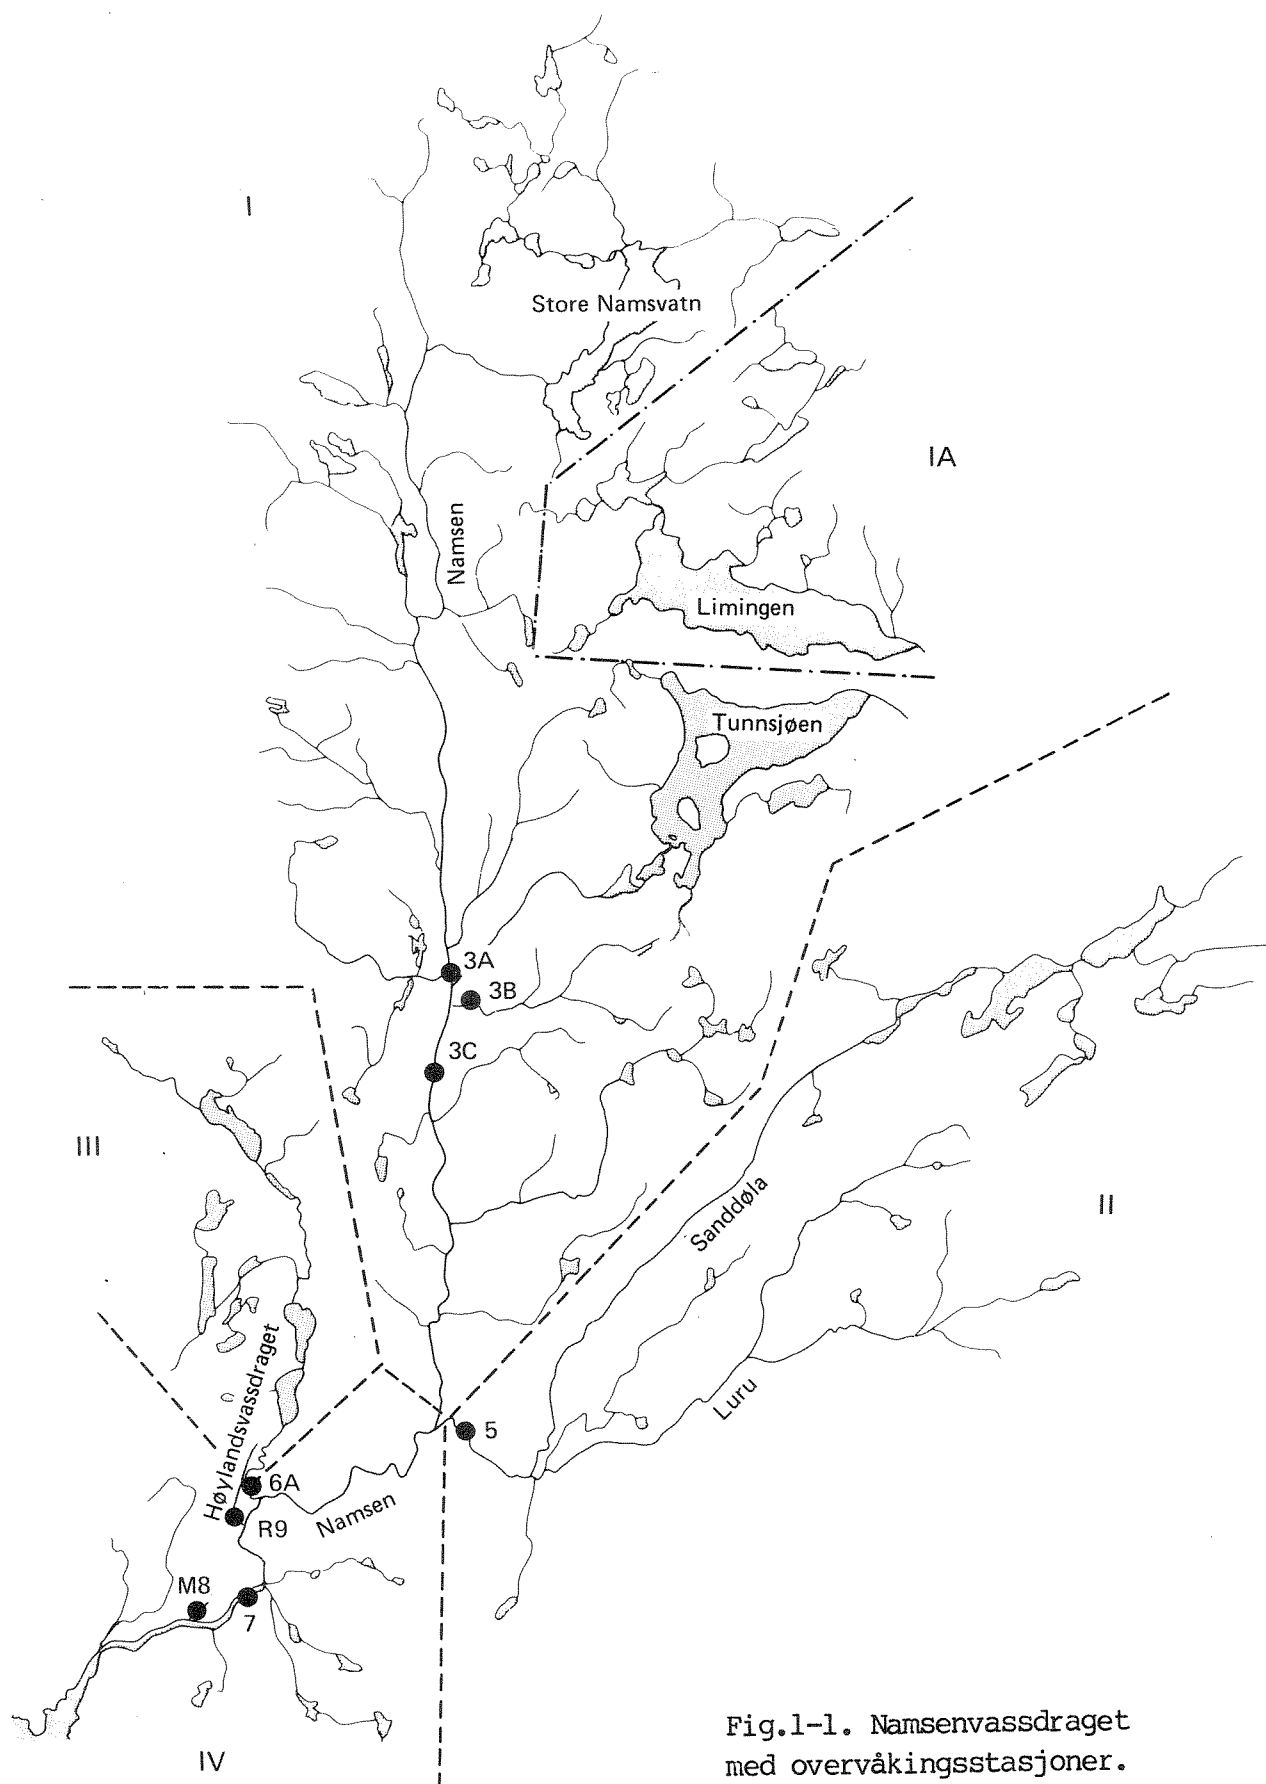 I
Store Namsvatn
IA
Namsen
Limingen
Tunnsjøen
3A
3B
3C
III
Sanddøla
II
Høylandsvassdraget
Luru
5
6A
Namsen
R9
M8
7
IV
Fig.1-1. Namsenvassdraget
med overvåkingsstasjoner.